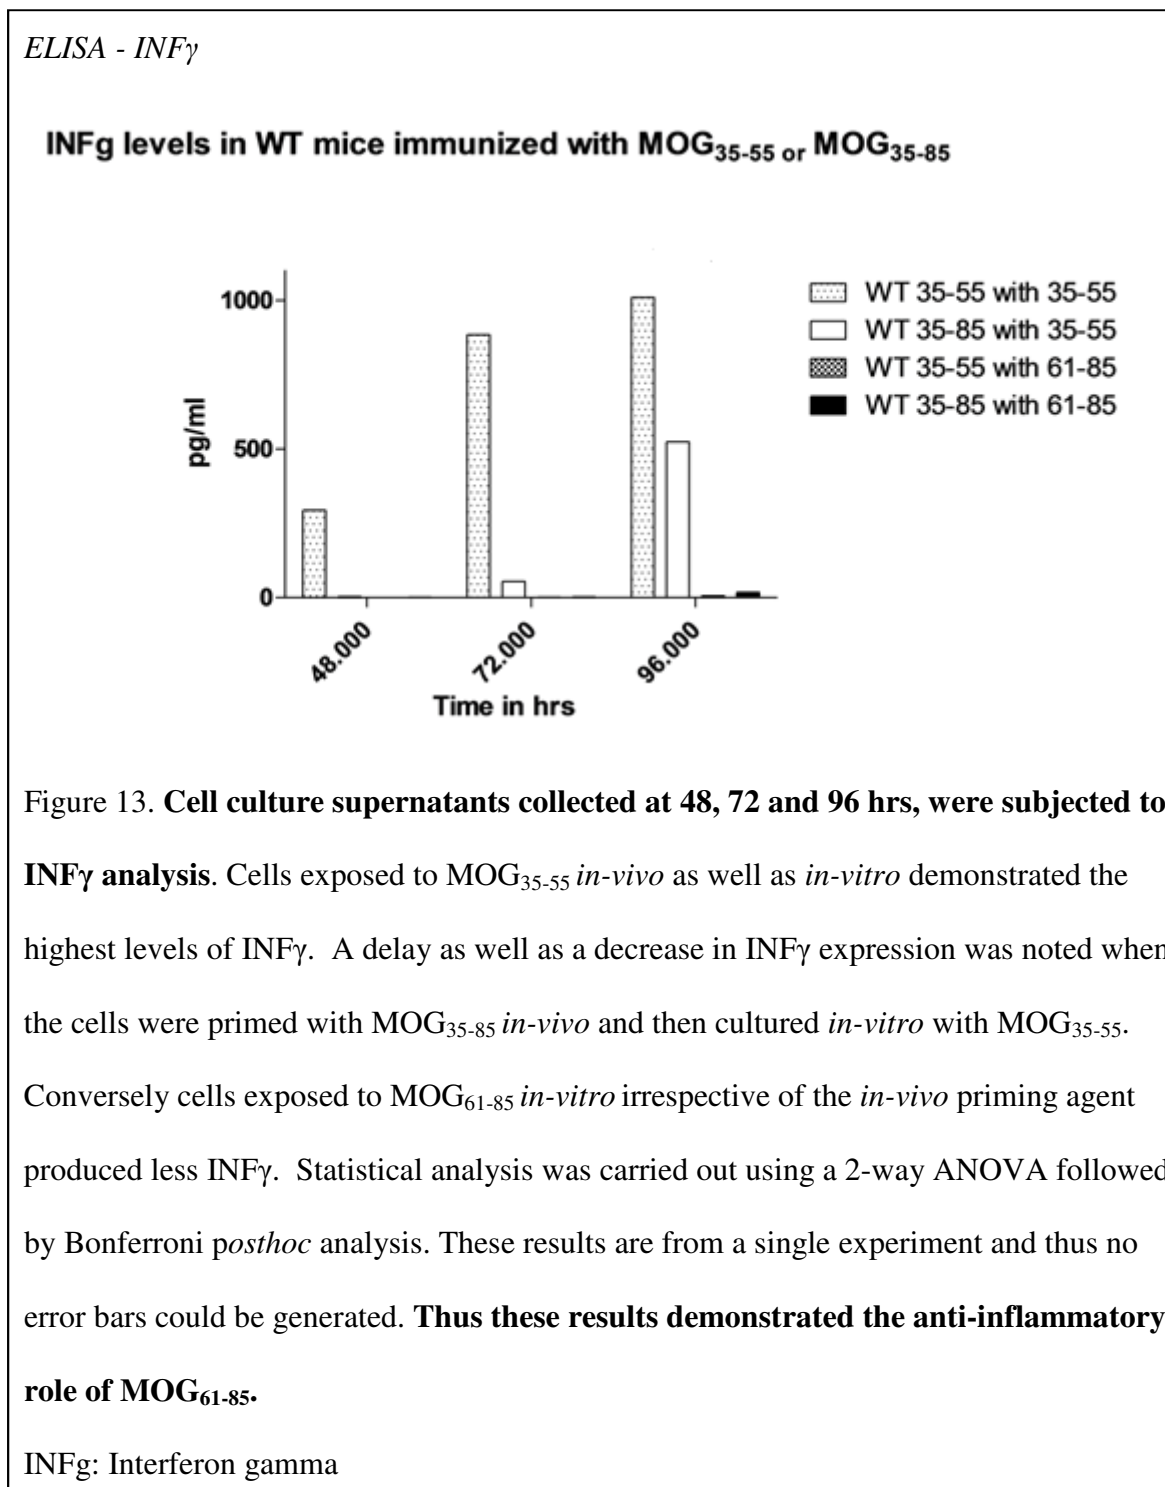 ELISA - INFγ
INFg levels in WT mice immunized with MOG35-55 or MOG35-85
1000
500
0
pg/ml
48.000
72.000
96.000
Time in hrs
WT 35-55 with 35-55
WT 35-85 with 35-55
WT 35-55 with 61-85
WT 35-85 with 61-85
Figure 13. Cell culture supernatants collected at 48, 72 and 96 hrs, were subjected to
INFγ analysis. Cells exposed to MOG35-55 in-vivo as well as in-vitro demonstrated the
highest levels of INFγ. A delay as well as a decrease in INFγ expression was noted when
the cells were primed with MOG35-85 in-vivo and then cultured in-vitro with MOG35-55.
Conversely cells exposed to MOG61-85 in-vitro irrespective of the in-vivo priming agent
produced less INFγ. Statistical analysis was carried out using a 2-way ANOVA followed
by Bonferroni posthoc analysis. These results are from a single experiment and thus no
error bars could be generated. Thus these results demonstrated the anti-inflammatory
role of MOG61-85.
INFg: Interferon gamma